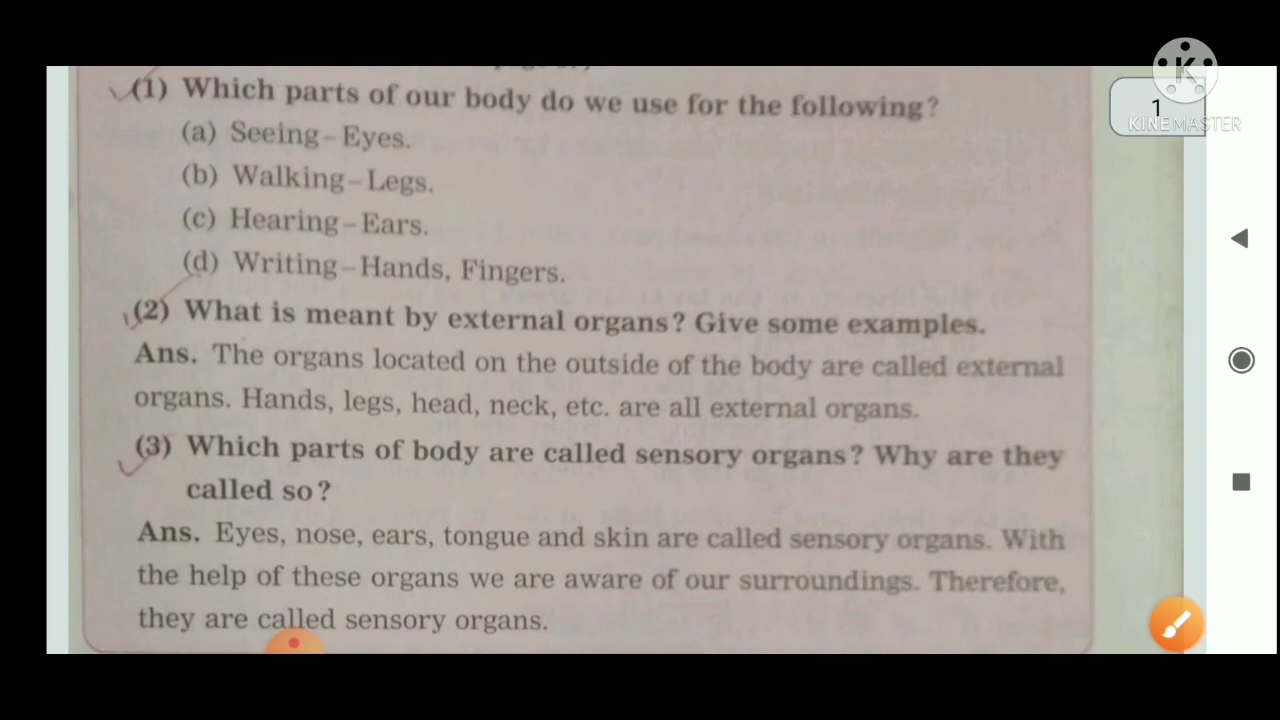 (1) Which parts of our body do we use for the following?
(a) Seeing–Eyes.
(b) Walking–Legs.
(c) Hearing–Ears.
(d) Writing–Hands, Fingers.
(2) What is meant by external organs? Give some examples.
Ans. The organs located on the outside of the body are called external
organs. Hands, legs, head, neck, etc. are all external organs.
(3) Which parts of body are called sensory organs? Why are they
called so?
Ans. Eyes, nose, ears, tongue and skin are called sensory organs. With
the help of these organs we are aware of our surroundings. Therefore,
they are called sensory organs.
1
K
KINEMASTER